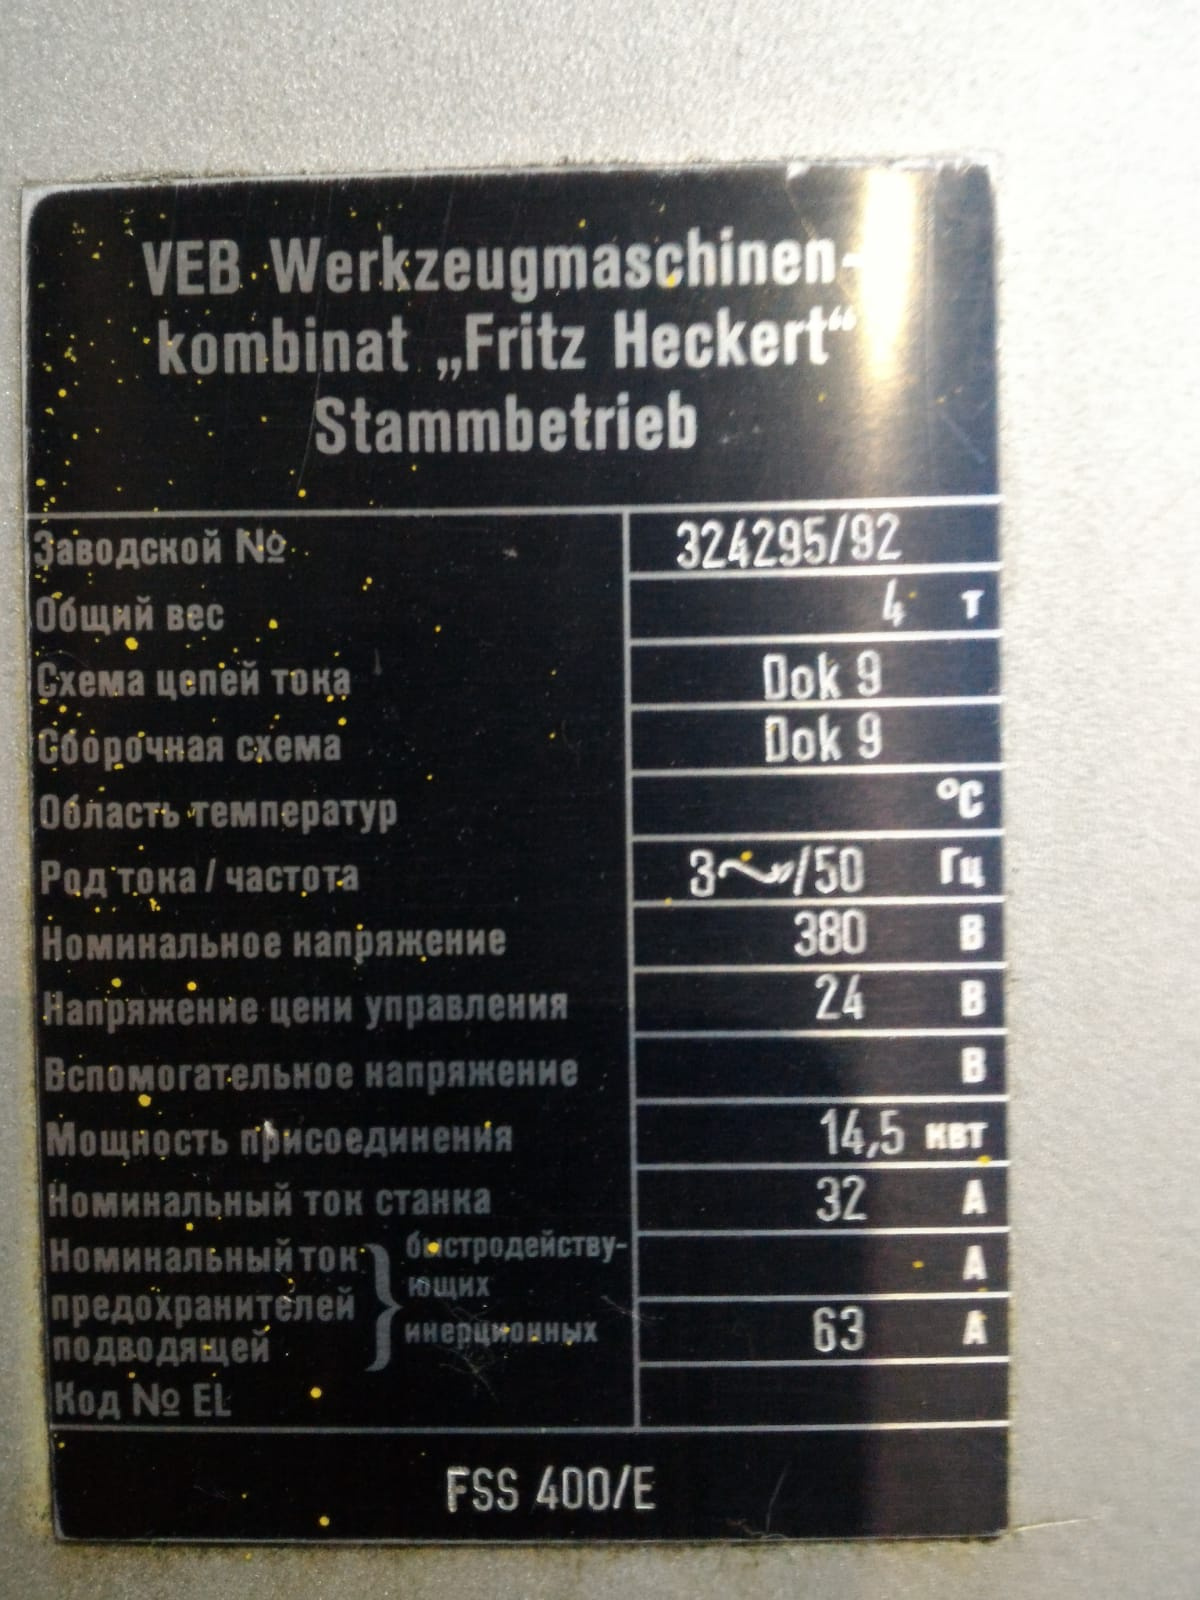 VEB Werkzeugmaschinen-
kombinat „Fritz Heckert“
Stammbetrieb
Заводской № 324295/92
Общий вес 4 т
Схема цепей тока Dok 9
Сборочная схема Dok 9
Область температур °C
Род тока / частота 3~/50 Гц
Номинальное напряжение 380 В
Напряжение цени управления 24 В
Вспомогательное напряжение В
Мощность присоединения 14,5 квт
Номинальный ток станка 32 А
Номинальный ток предохранителей подводящей } быстродейству-
ющих А
инерционных 63 А
Код № EL
FSS 400/E